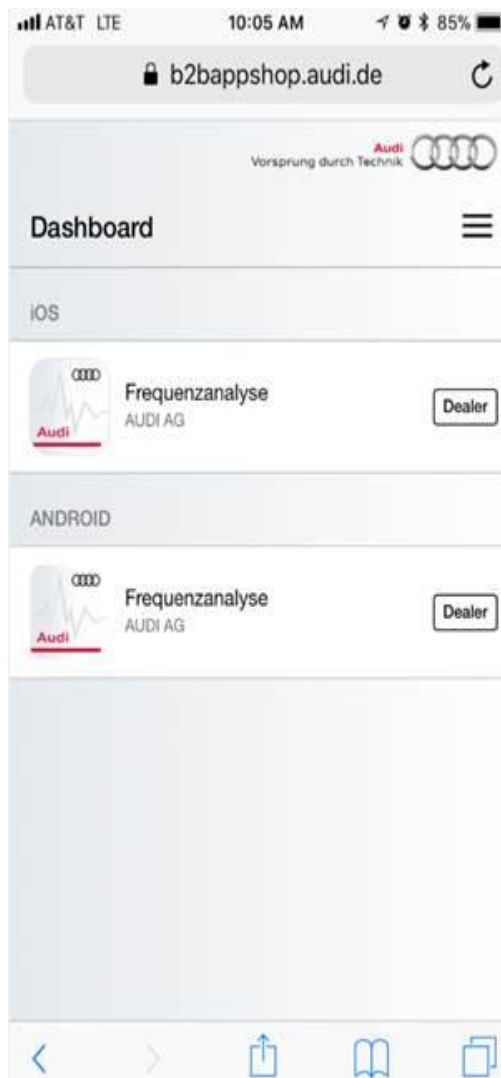 AT&T LTE 10:05 AM 85%
b2bappshop.audi.de
Audi
Vorsprung durch Technik
Dashboard
iOS
Frequenzanalyse
AUDI AG
Dealer
Audi
ANDROID
Frequenzanalyse
AUDI AG
Dealer
Audi